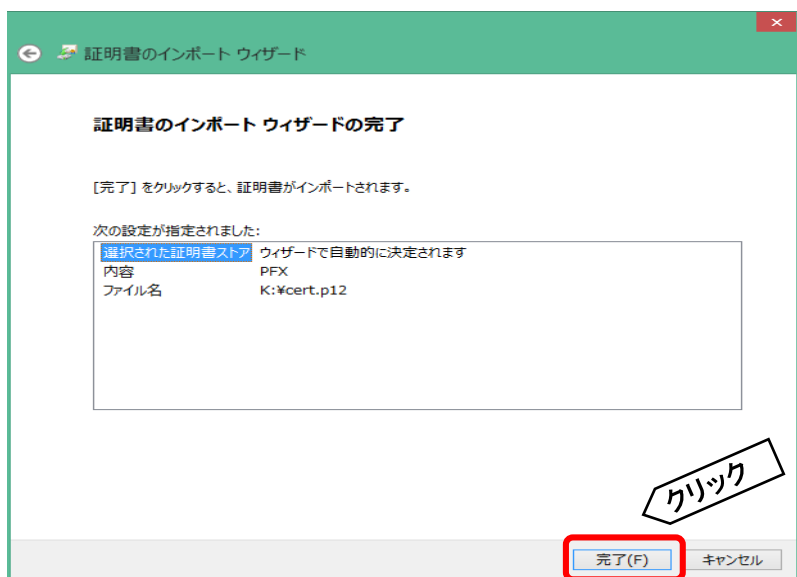 証明書のインポート ウィザード
証明書のインポート ウィザードの完了
[完了] をクリックすると、証明書がインポートされます。
次の設定が指定されました:
選択された証明書ストア ウィザードで自動的に決定されます
内容 PFX
ファイル名 K:¥cert.p12
クリック
完了(F) キャンセル